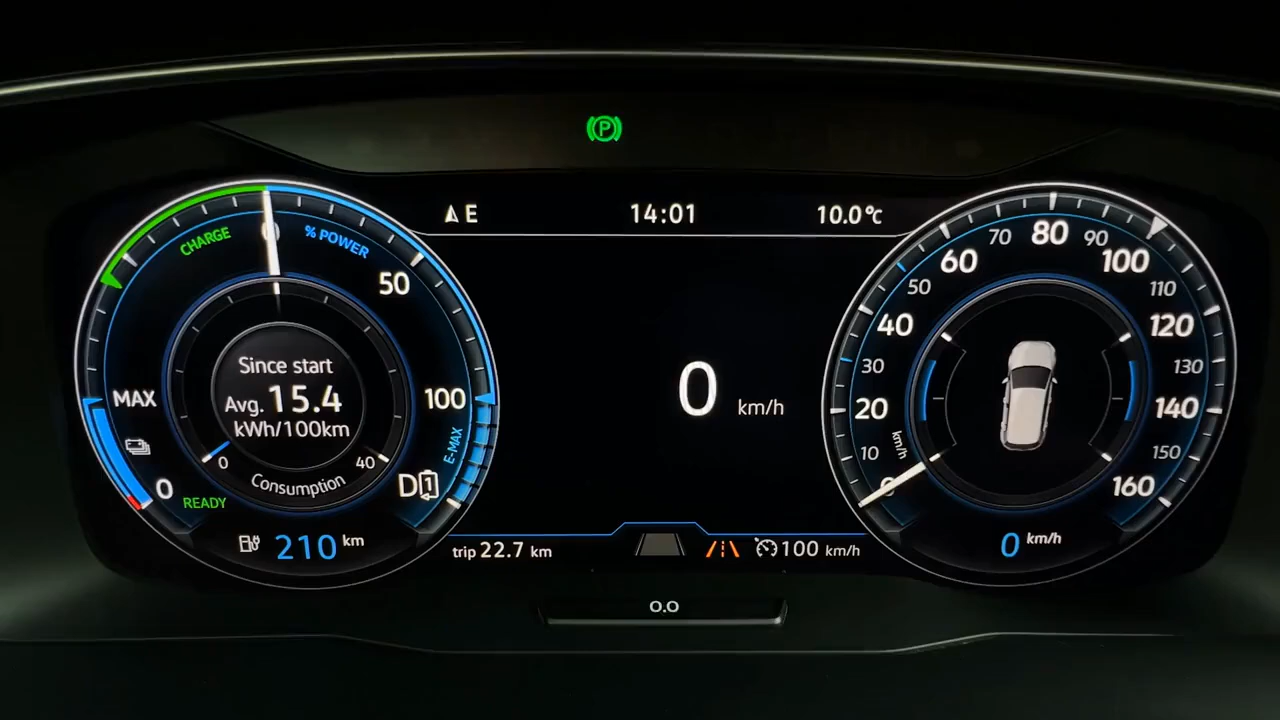 P
E
14:01
10.0°C
CHARGE
0
% POWER
50
100
E-MAX
MAX
0
READY
D 1
Since start
Avg. 15.4
kWh/100km
0
40
Consumption
210 km
0 km/h
trip 22.7 km
100 km/h
0.0
0
10
20
30
40
50
60
70
80
90
100
110
120
130
140
150
160
km/h
0 km/h